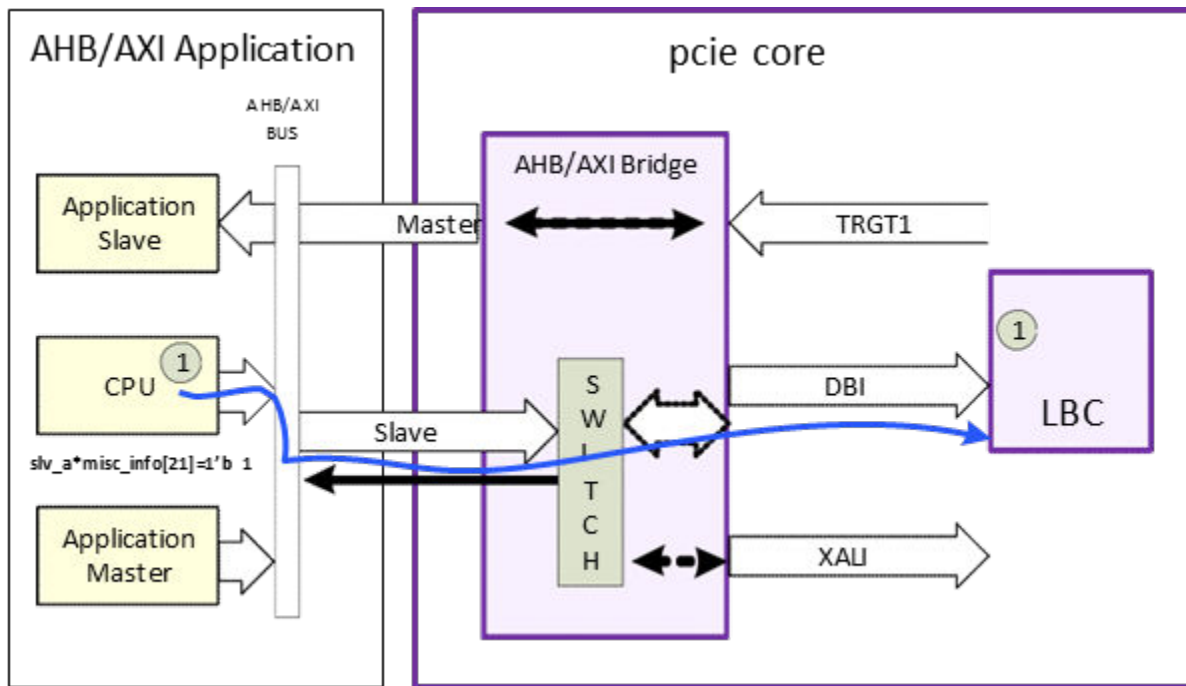 AHB/AXI Application
pcie core
AHB/AXI
BUS
AHB/AXI Bridge
Application
Slave
Master
TRGT1
CPU
1
1
S
W
I
T
C
H
DBI
LBC
Slave
slv_a*misc_info[21]=1'b 1
Application
Master
XALI